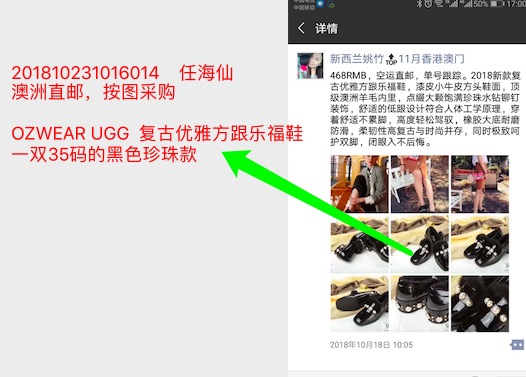 201810231016014 任海仙
澳洲直邮，按图采购
OZWEAR UGG 复古优雅方跟乐福鞋
一双35码的黑色珍珠款
中国移动
50% 17:00
详情
新西兰姚竹 TOP 11月香港澳门
468RMB，空运直邮，单号跟踪。2018新款复
古优雅方跟乐福鞋，漆皮小牛皮方头鞋面，顶
级澳洲羊毛内里，点缀大颗饱满珍珠水钻铆钉
装饰，舒适的低跟设计符合人体工学原理，穿
着舒适不累脚，高度轻松驾驭，橡胶大底耐磨
防滑，柔韧性高复古与时尚并存，同时极致呵
护双脚，闭眼入不后悔。
2018年10月18日 10:05